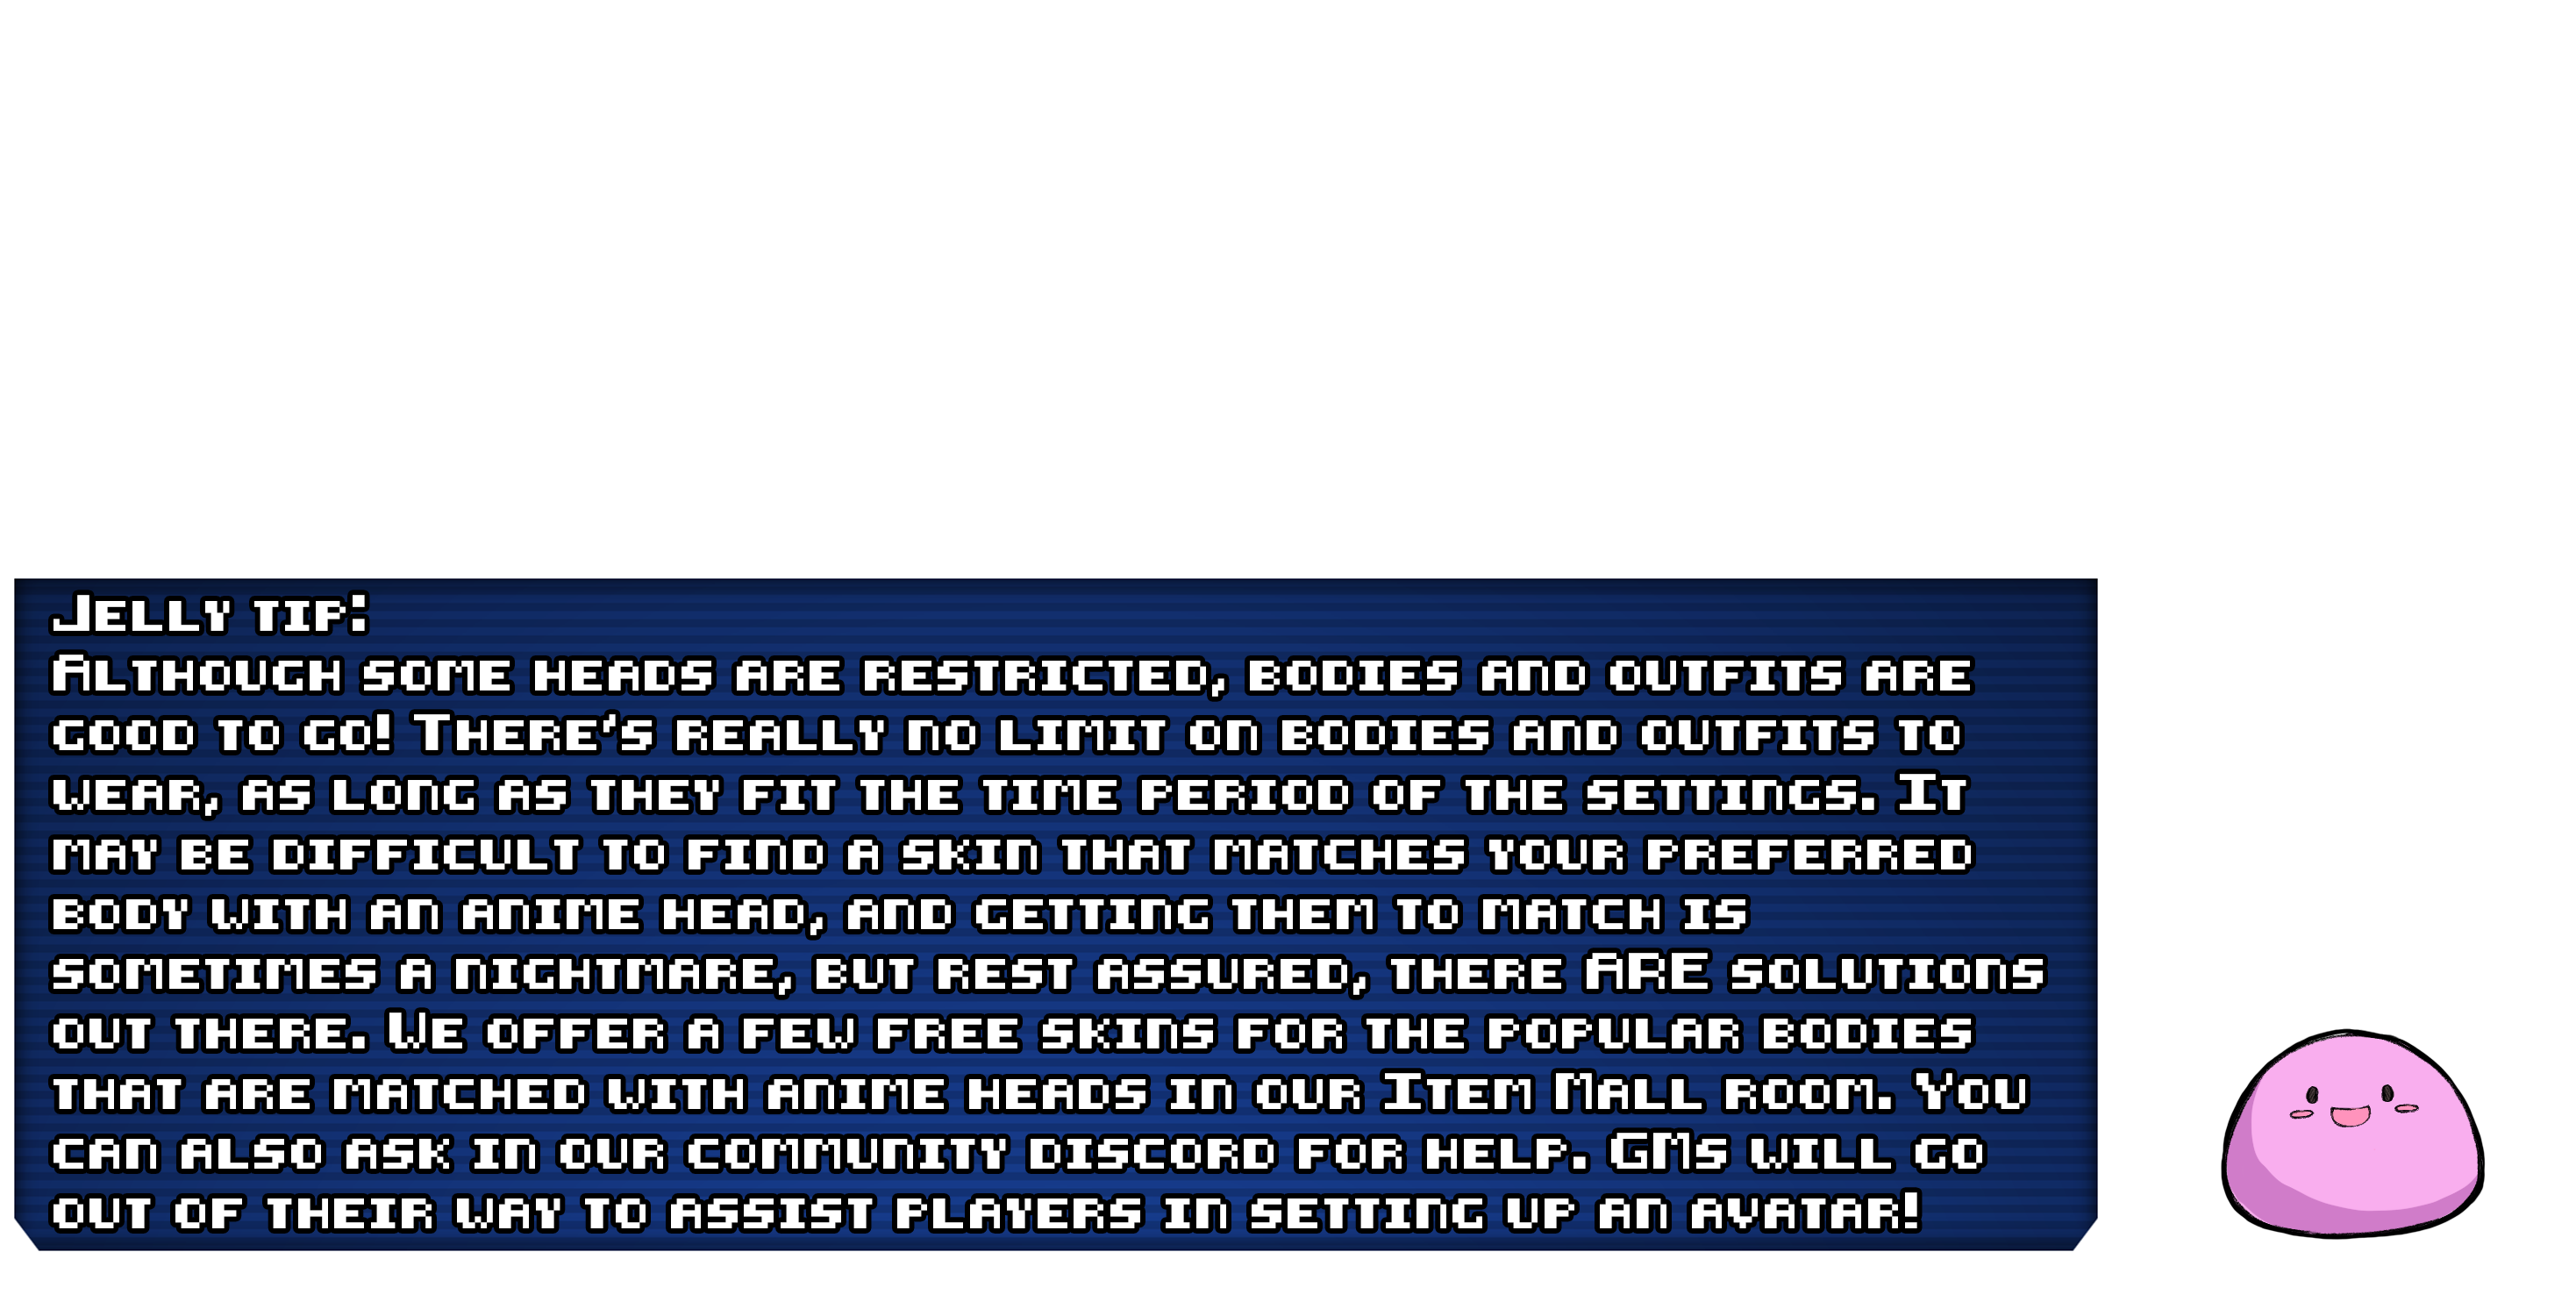 Jelly tip:
Although some heads are restricted, bodies and outfits are
good to go! There's really no limit on bodies and outfits to
wear, as long as they fit the time period of the settings. It
may be difficult to find a skin that matches your preferred
body with an anime head, and getting them to match is
sometimes a nightmare, but rest assured, there ARE solutions
out there. We offer a few free skins for the popular bodies
that are matched with anime heads in our Item Mall room. You
can also ask in our community discord for help. GMs will go
out of their way to assist players in setting up an avatar!